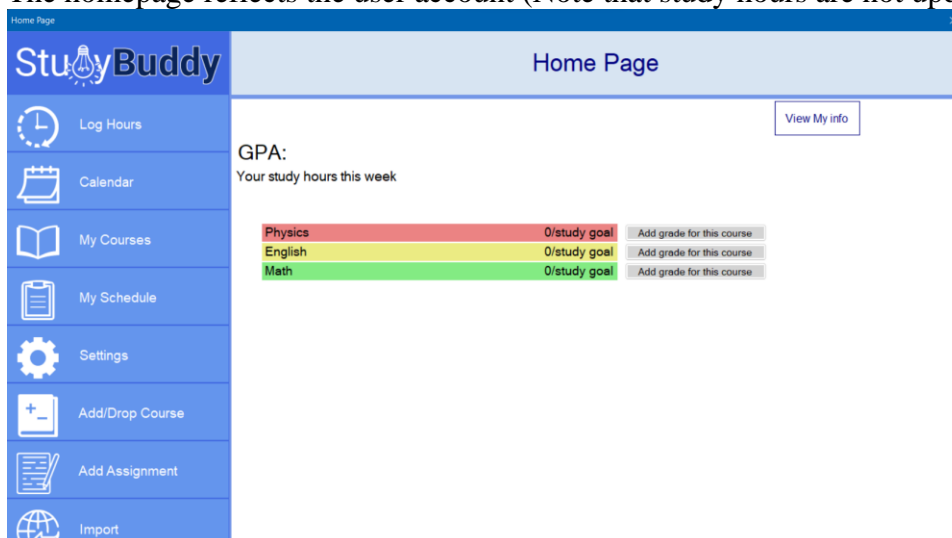 The homepage reflects the user account (Note that study hours are not
Home Page
StudyBuddy
Home Page
Log Hours
View My info
GPA:
Calendar
Your study hours this week
My Courses
Physics 0/study goal Add grade for this course
English 0/study goal Add grade for this course
Math 0/study goal Add grade for this course
My Schedule
Settings
Add/Drop Course
Add Assignment
Import